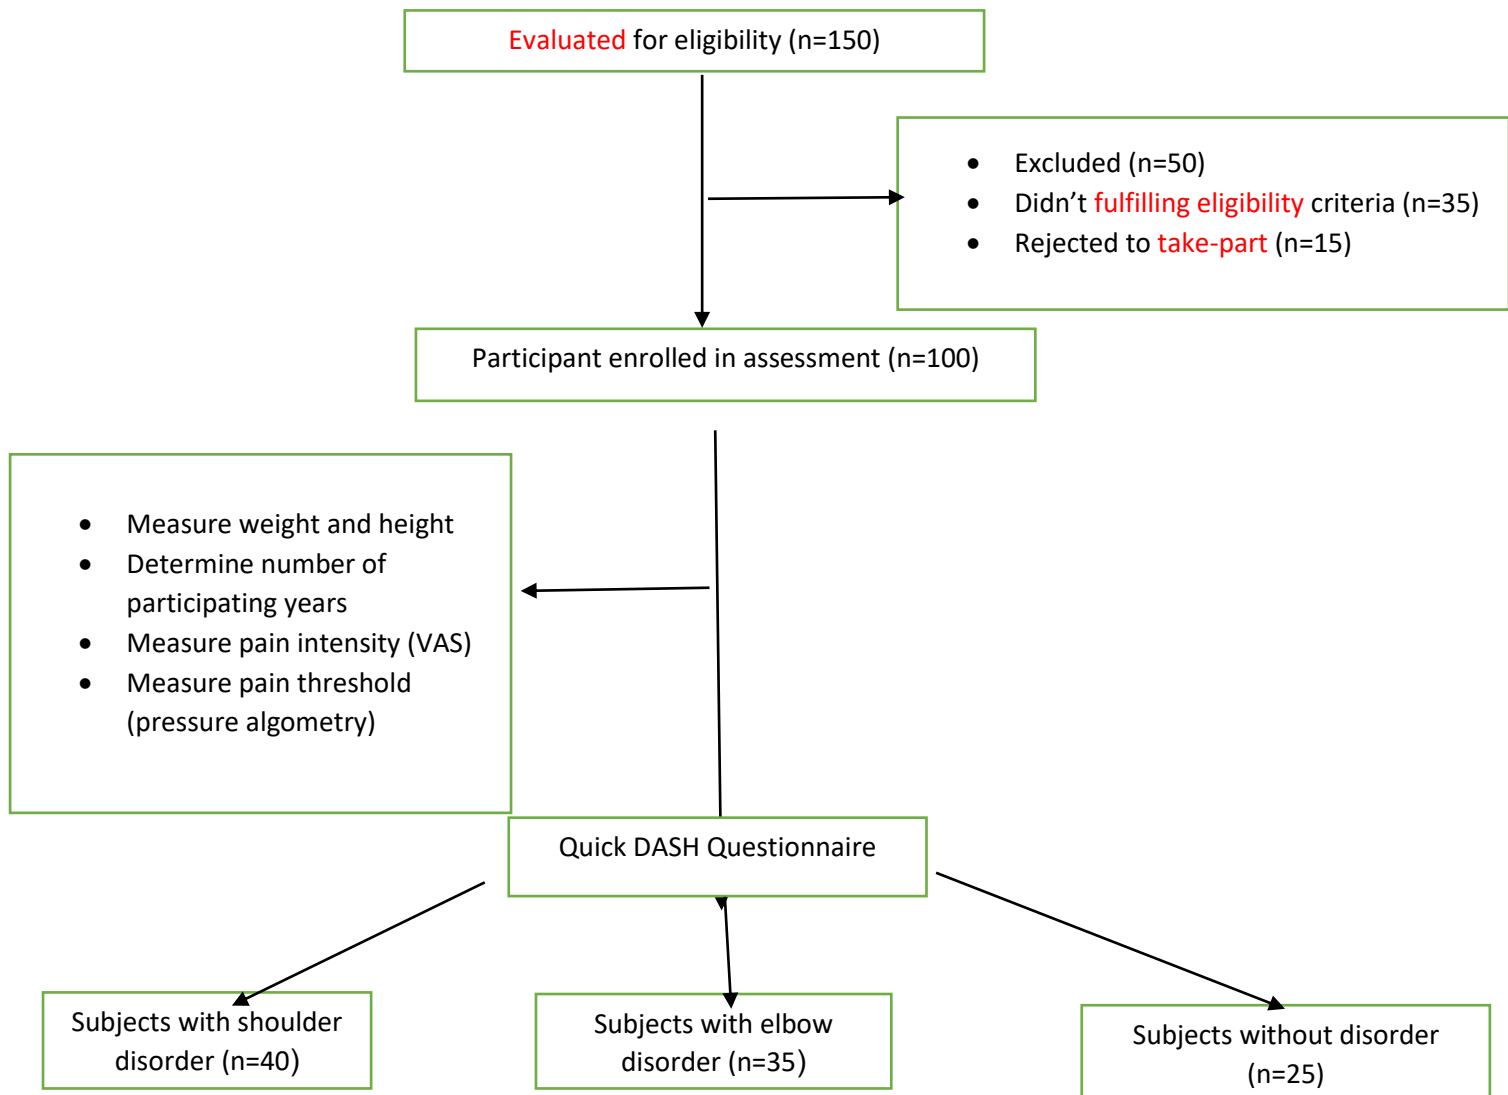 Evaluated for eligibility (n=150)
• Excluded (n=50)
• Didn’t fulfilling eligibility criteria (n=35)
• Rejected to take-part (n=15)
Participant enrolled in assessment (n=100)
• Measure weight and height
• Determine number of
participating years
• Measure pain intensity (VAS)
• Measure pain threshold
(pressure algometry)
Quick DASH Questionnaire
Subjects with shoulder
disorder (n=40)
Subjects with elbow
disorder (n=35)
Subjects without disorder
(n=25)